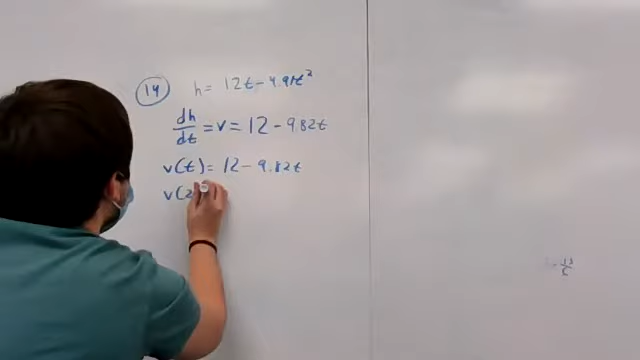 14 h = 12t - 4.91t²
dh/dt = v = 12 - 9.82t
v(t) = 12 - 9.82t
v(2